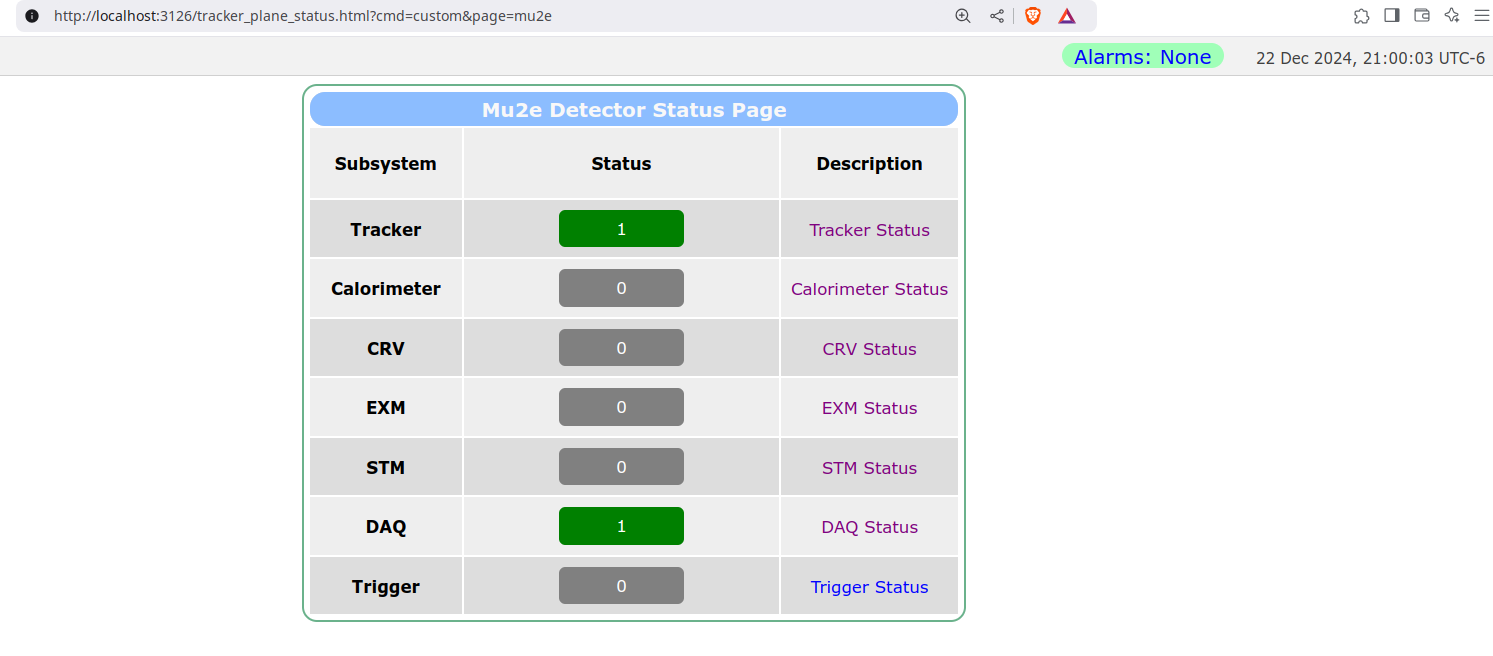 http://localhost:3126/tracker_plane_status.html?cmd=custom&page=mu2e
Alarms: None 22 Dec 2024, 21:00:03 UTC-6
Mu2e Detector Status Page
Subsystem Status Description
Tracker 1 Tracker Status
Calorimeter 0 Calorimeter Status
CRV 0 CRV Status
EXM 0 EXM Status
STM 0 STM Status
DAQ 1 DAQ Status
Trigger 0 Trigger Status